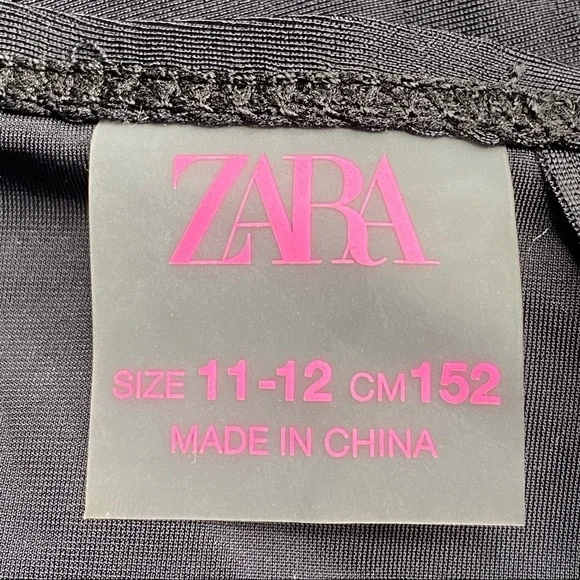 ZARA
SIZE 11-12 CM 152
MADE IN CHINA